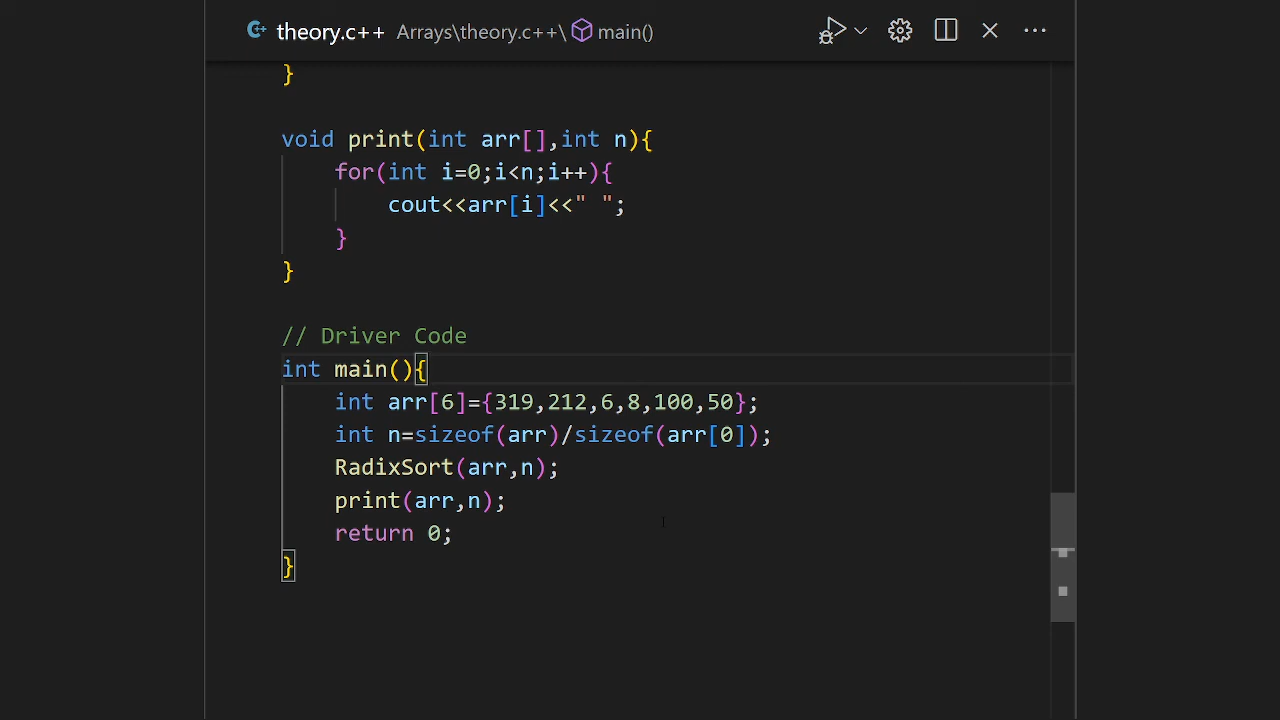 theory.c++ Arrays\theory.c++\ main()
}
void print(int arr[],int n){
for(int i=0;i<n;i++){
cout<<arr[i]<<" ";
}
}
// Driver Code
int main(){
int arr[6]={319,212,6,8,100,50};
int n=sizeof(arr)/sizeof(arr[0]);
RadixSort(arr,n);
print(arr,n);
return 0;
}